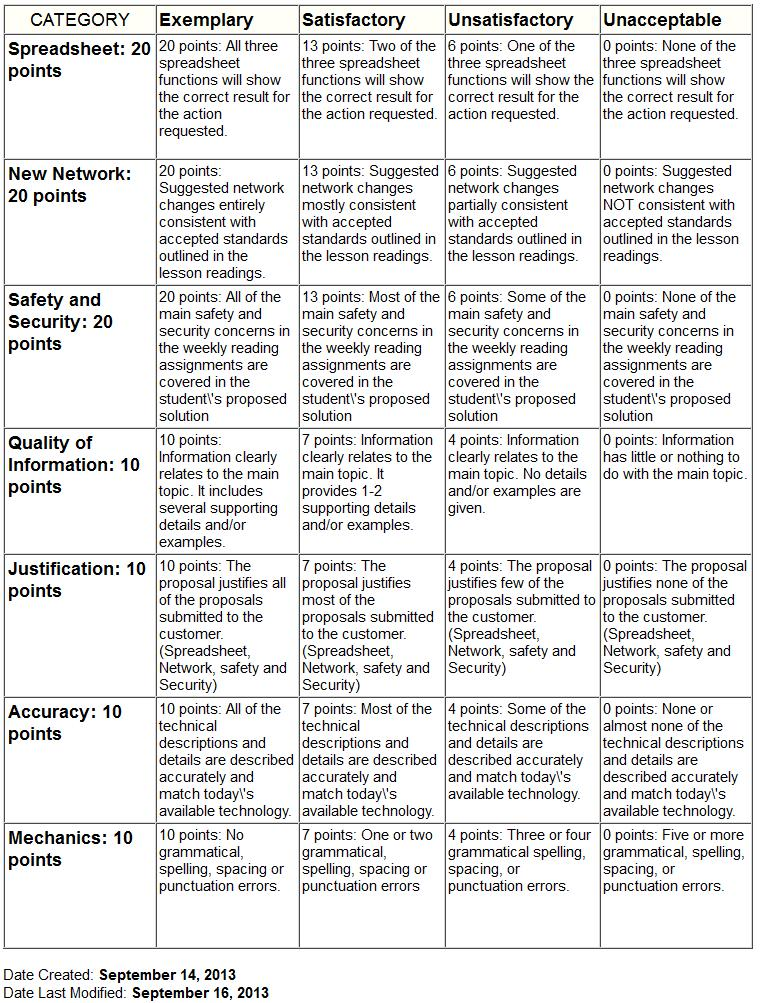 CATEGORY Exemplary Satisfactory Unsatisfactory Unacceptable
Spreadsheet: 20
points
20 points: All three
spreadsheet
functions will show
the correct result for
the action
requested.
13 points: Two of the
three spreadsheet
functions will show
the correct result for
the action requested.
6 points: One of the
three spreadsheet
functions will show the
correct result for the
action requested.
0 points: None of the
three spreadsheet
functions will show
the correct result for
the action requested.
New Network:
20 points
20 points:
Suggested network
changes entirely
consistent with
accepted standards
outlined in the
lesson readings.
13 points: Suggested
network changes
mostly consistent
with accepted
standards outlined in
the lesson readings.
6 points: Suggested
network changes
partially consistent
with accepted
standards outlined in
the lesson readings.
0 points: Suggested
network changes
NOT consistent with
accepted standards
outlined in the lesson
readings.
Safety and
Security: 20
points
20 points: All of the
main safety and
security concerns in
the weekly reading
assignments are
covered in the
student\'s proposed
solution
13 points: Most of the
main safety and
security concerns in
the weekly reading
assignments are
covered in the
student\'s proposed
solution
6 points: Some of the
main safety and
security concerns in
the weekly reading
assignments are
covered in the
student\'s proposed
solution
0 points: None of the
main safety and
security concerns in
the weekly reading
assignments are
covered in the
student\'s proposed
solution
Quality of
Information: 10
points
10 points:
Information clearly
relates to the main
topic. It includes
several supporting
details and/or
examples.
7 points: Information
clearly relates to the
main topic. It
provides 1-2
supporting details
and/or examples.
4 points: Information
clearly relates to the
main topic. No details
and/or examples are
given.
0 points: Information
has little or nothing to
do with the main topic.
Justification: 10
points
10 points: The
proposal justifies all
of the proposals
submitted to the
customer.
(Spreadsheet,
Network, safety and
Security)
7 points: The
proposal justifies
most of the
proposals submitted
to the customer.
(Spreadsheet,
Network, safety and
Security)
4 points: The proposal
justifies few of the
proposals submitted to
the customer.
(Spreadsheet,
Network, safety and
Security)
0 points: The proposal
justifies none of the
proposals submitted
to the customer.
(Spreadsheet,
Network, safety and
Security)
Accuracy: 10
points
10 points: All of the
technical
descriptions and
details are described
accurately and
match today\'s
available technology.
7 points: Most of the
technical
descriptions and
details are described
accurately and
match today\'s
available technology.
4 points: Some of the
technical descriptions
and details are
described accurately
and match today\'s
available technology.
0 points: None or
almost none of the
technical descriptions
and details are
described accurately
and match today\'s
available technology.
Mechanics: 10
points
10 points: No
grammatical,
spelling, spacing or
punctuation errors.
7 points: One or two
grammatical,
spelling, spacing or
punctuation errors
4 points: Three or four
grammatical spelling,
spacing, or
punctuation errors.
0 points: Five or more
grammatical, spelling,
spacing, or
punctuation errors.
Date Created: September 14, 2013
Date Last Modified: September 16, 2013